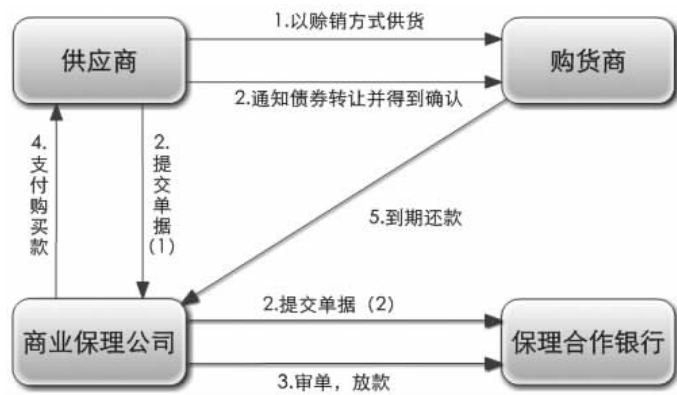 1.以赊销方式供货
供应商
购货商
2.通知债券转让并得到确认
4.支付购买款
2.提交单据(1)
5.到期还款
2.提交单据（2）
商业保理公司
保理合作银行
3.审单，放款